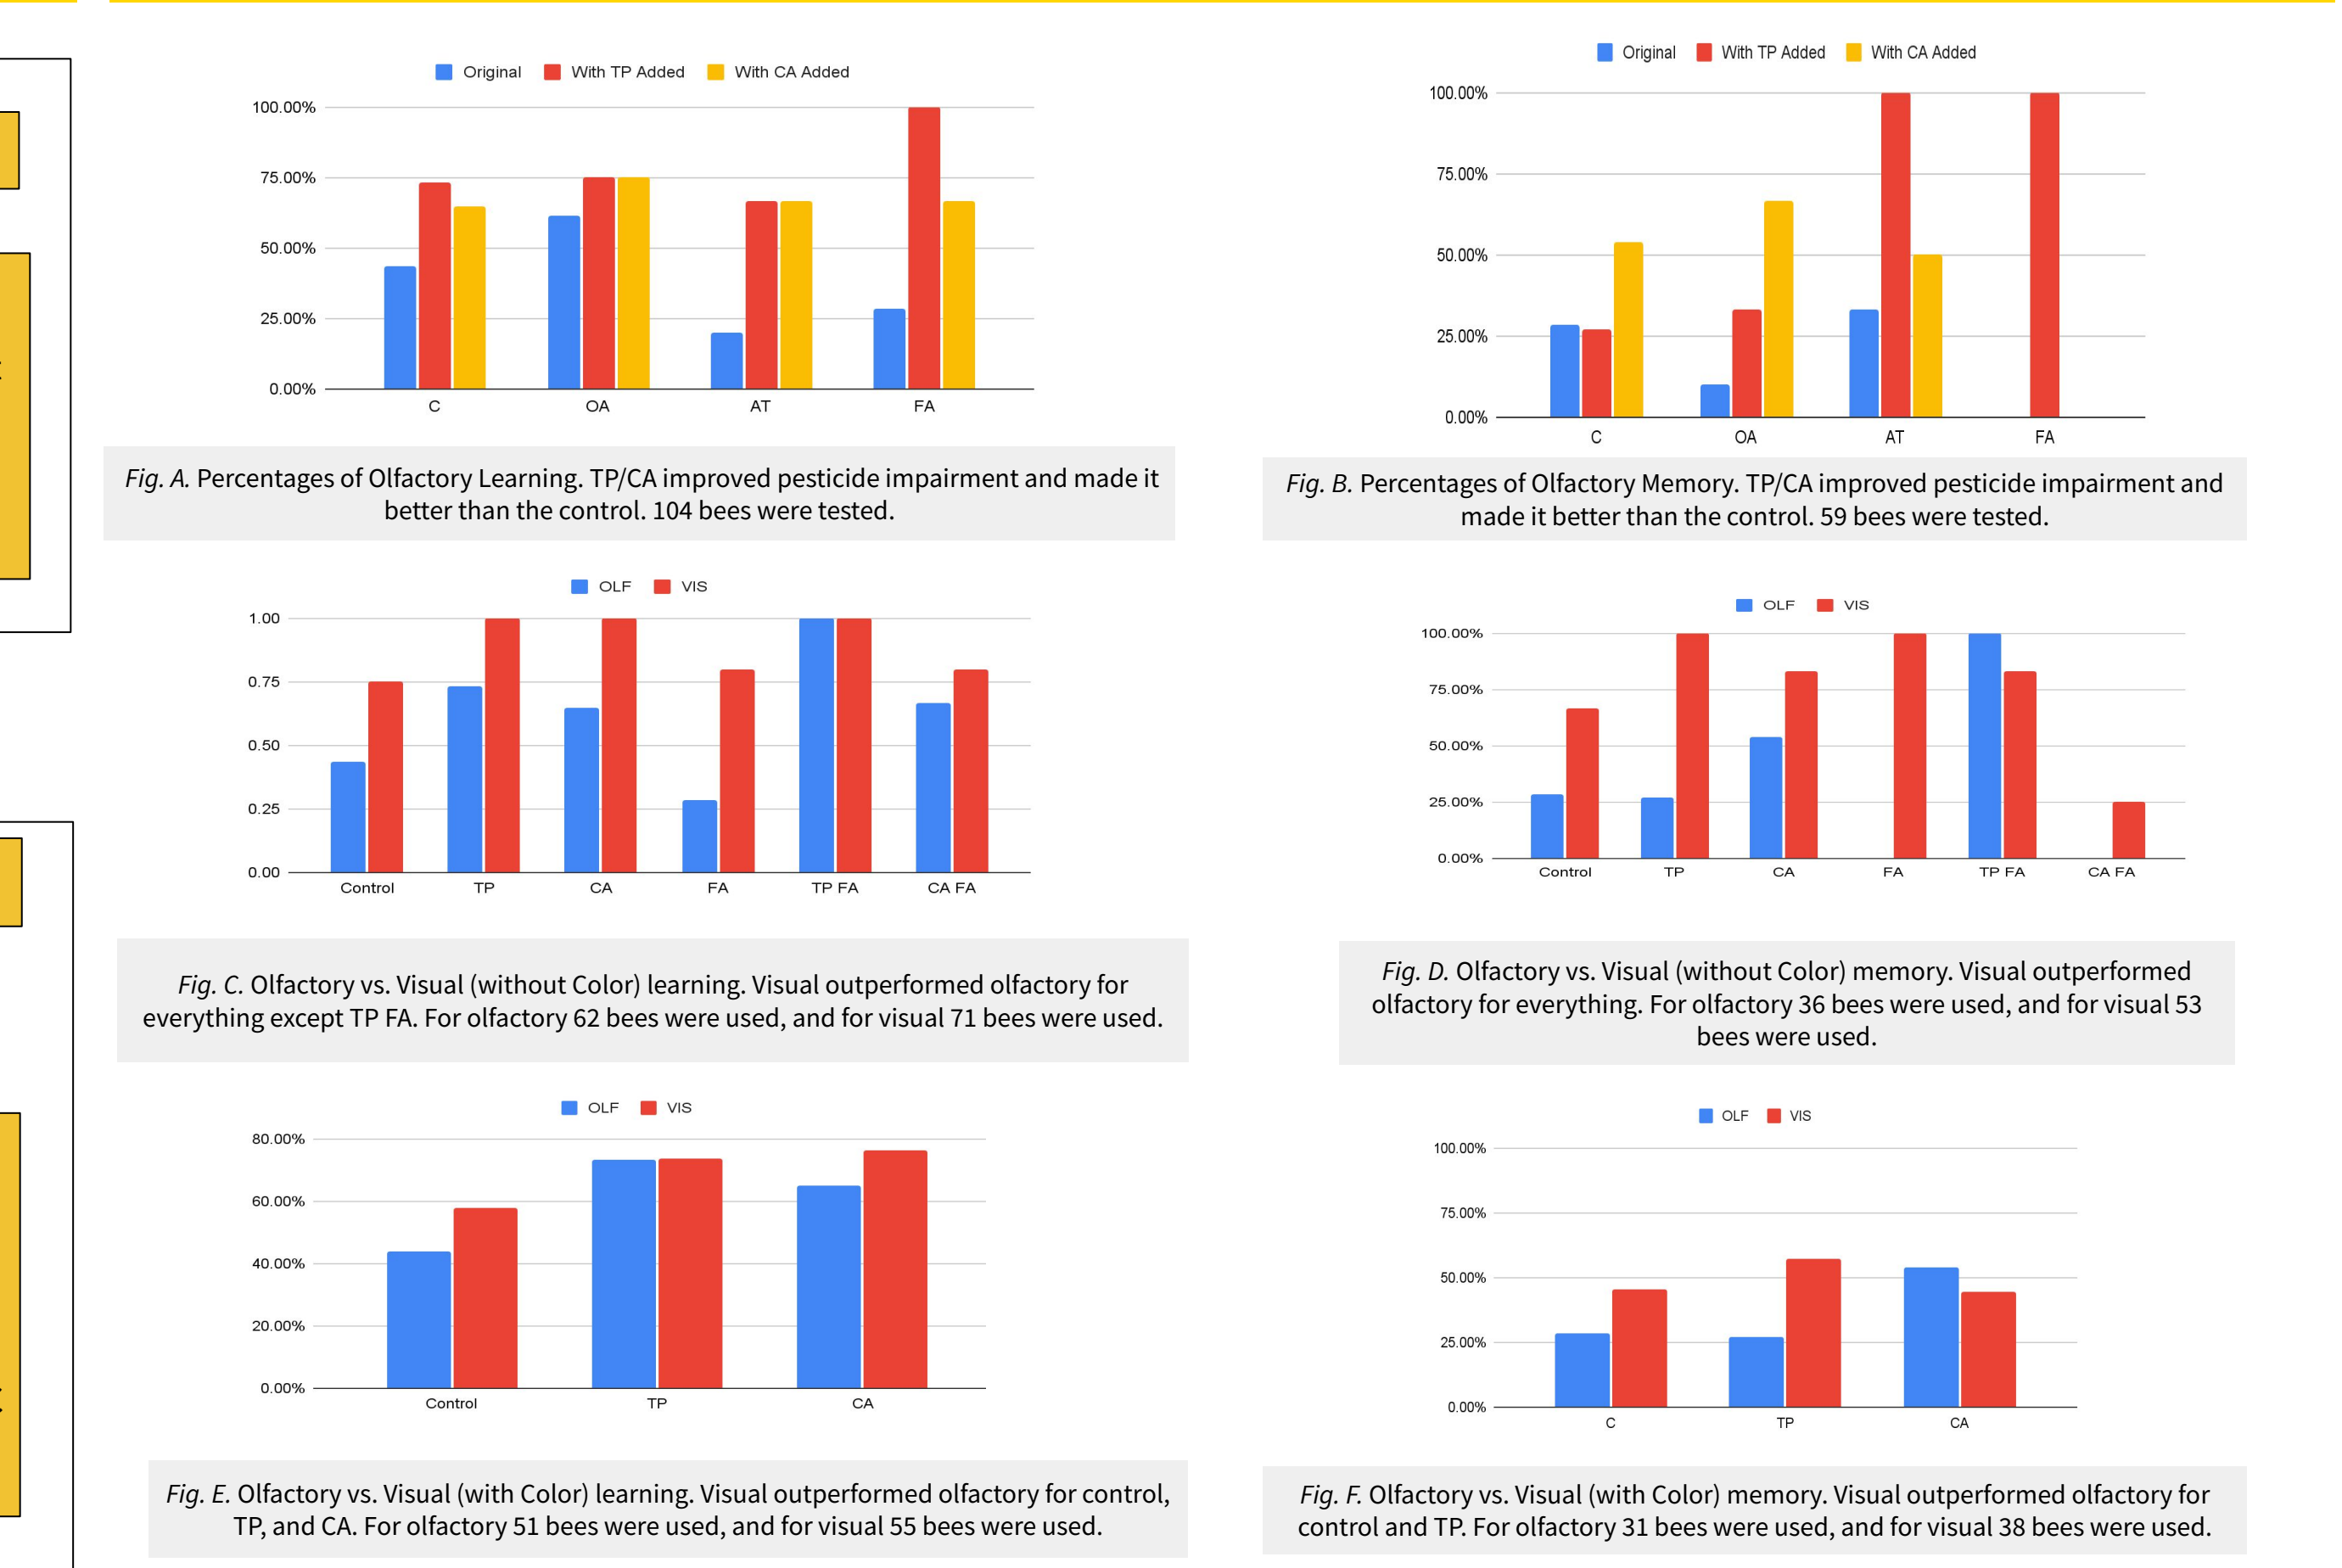 Original With TP Added With CA Added
100.00%
75.00%
50.00%
25.00%
0.00%
C OA AT FA
Fig. A. Percentages of Olfactory Learning. TP/CA improved pesticide impairment and made it
better than the control. 104 bees were tested.
Original With TP Added With CA Added
100.00%
75.00%
50.00%
25.00%
0.00%
C OA AT FA
Fig. B. Percentages of Olfactory Memory. TP/CA improved pesticide impairment and
made it better than the control. 59 bees were tested.
OLF VIS
1.00
0.75
0.50
0.25
0.00
Control TP CA FA TP FA CA FA
Fig. C. Olfactory vs. Visual (without Color) learning. Visual outperformed olfactory for
everything except TP FA. For olfactory 62 bees were used, and for visual 71 bees were used.
OLF VIS
100.00%
75.00%
50.00%
25.00%
0.00%
Control TP CA FA TP FA CA FA
Fig. D. Olfactory vs. Visual (without Color) memory. Visual outperformed
olfactory for everything. For olfactory 36 bees were used, and for visual 53
bees were used.
OLF VIS
80.00%
60.00%
40.00%
20.00%
0.00%
Control TP CA
Fig. E. Olfactory vs. Visual (with Color) learning. Visual outperformed olfactory for control,
TP, and CA. For olfactory 51 bees were used, and for visual 55 bees were used.
OLF VIS
100.00%
75.00%
50.00%
25.00%
0.00%
C TP CA
Fig. F. Olfactory vs. Visual (with Color) memory. Visual outperformed olfactory for
control and TP. For olfactory 31 bees were used, and for visual 38 bees were used.